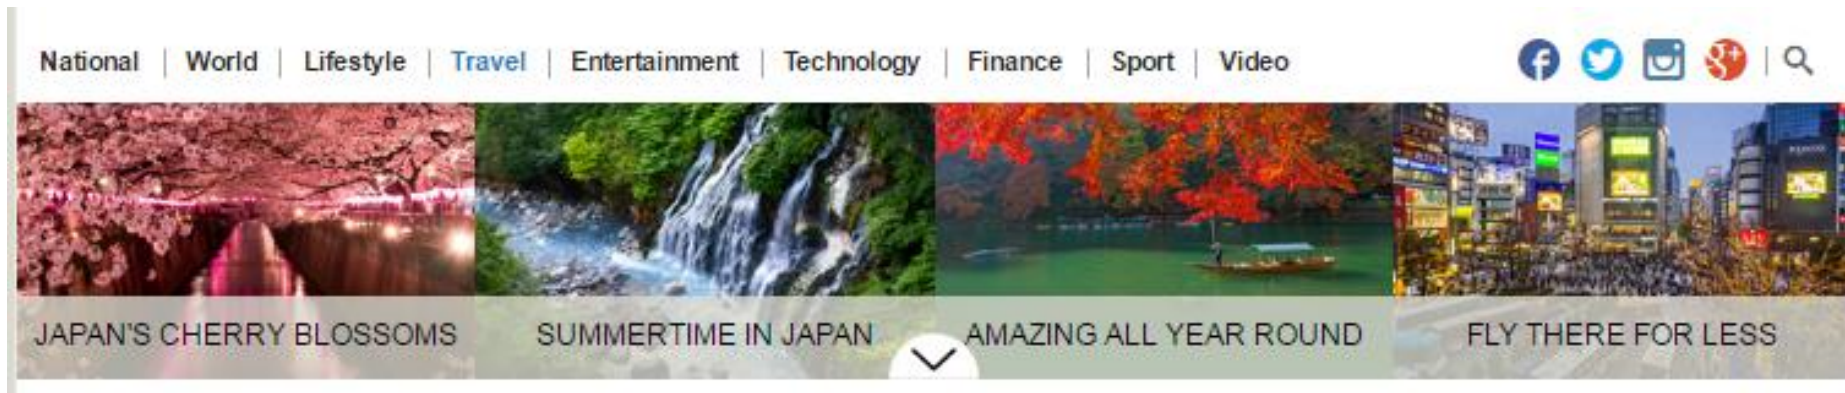 National | World | Lifestyle | Travel | Entertainment | Technology | Finance | Sport | Video
JAPAN'S CHERRY BLOSSOMS
SUMMERTIME IN JAPAN
AMAZING ALL YEAR ROUND
FLY THERE FOR LESS